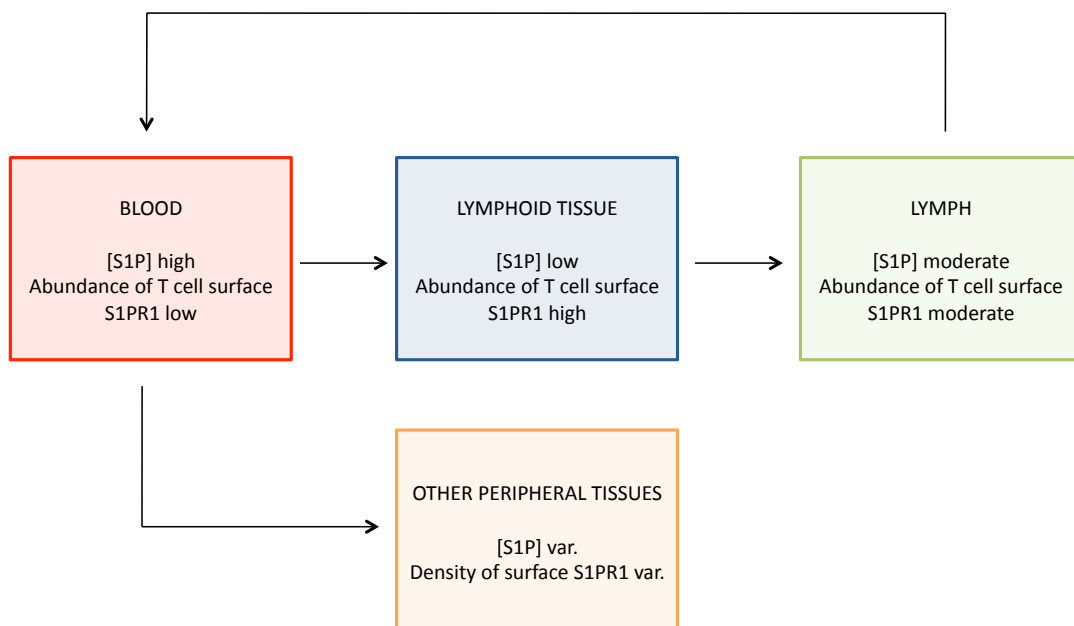 BLOOD
[S1P] high
Abundance of T cell surface
S1PR1 low
LYMPHOID TISSUE
[S1P] low
Abundance of T cell surface
S1PR1 high
LYMPH
[S1P] moderate
Abundance of T cell surface
S1PR1 moderate
OTHER PERIPHERAL TISSUES
[S1P] var.
Density of surface S1PR1 var.